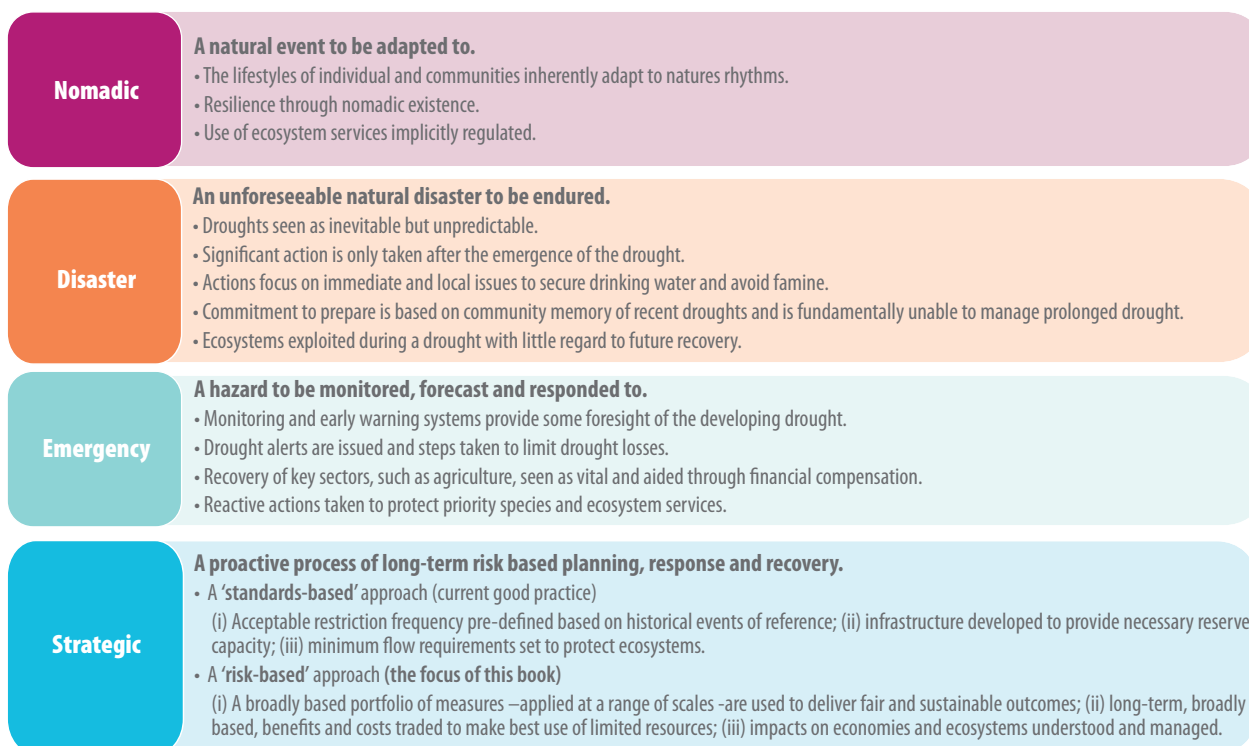 Nomadic
A natural event to be adapted to.
• The lifestyles of individual and communities inherently adapt to natures rhythms.
• Resilience through nomadic existence.
• Use of ecosystem services implicitly regulated.
Disaster
An unforeseeable natural disaster to be endured.
• Droughts seen as inevitable but unpredictable.
• Significant action is only taken after the emergence of the drought.
• Actions focus on immediate and local issues to secure drinking water and avoid famine.
• Commitment to prepare is based on community memory of recent droughts and is fundamentally unable to manage prolonged drought.
• Ecosystems exploited during a drought with little regard to future recovery.
Emergency
A hazard to be monitored, forecast and responded to.
• Monitoring and early warning systems provide some foresight of the developing drought.
• Drought alerts are issued and steps taken to limit drought losses.
• Recovery of key sectors, such as agriculture, seen as vital and aided through financial compensation.
• Reactive actions taken to protect priority species and ecosystem services.
Strategic
A proactive process of long-term risk based planning, response and recovery.
• A ‘standards-based’ approach (current good practice)
(i) Acceptable restriction frequency pre-defined based on historical events of reference; (ii) infrastructure developed to provide necessary reserve
capacity; (iii) minimum flow requirements set to protect ecosystems.
• A ‘risk-based’ approach (the focus of this book)
(i) A broadly based portfolio of measures –applied at a range of scales -are used to deliver fair and sustainable outcomes; (ii) long-term, broadly
based, benefits and costs traded to make best use of limited resources; (iii) impacts on economies and ecosystems understood and managed.